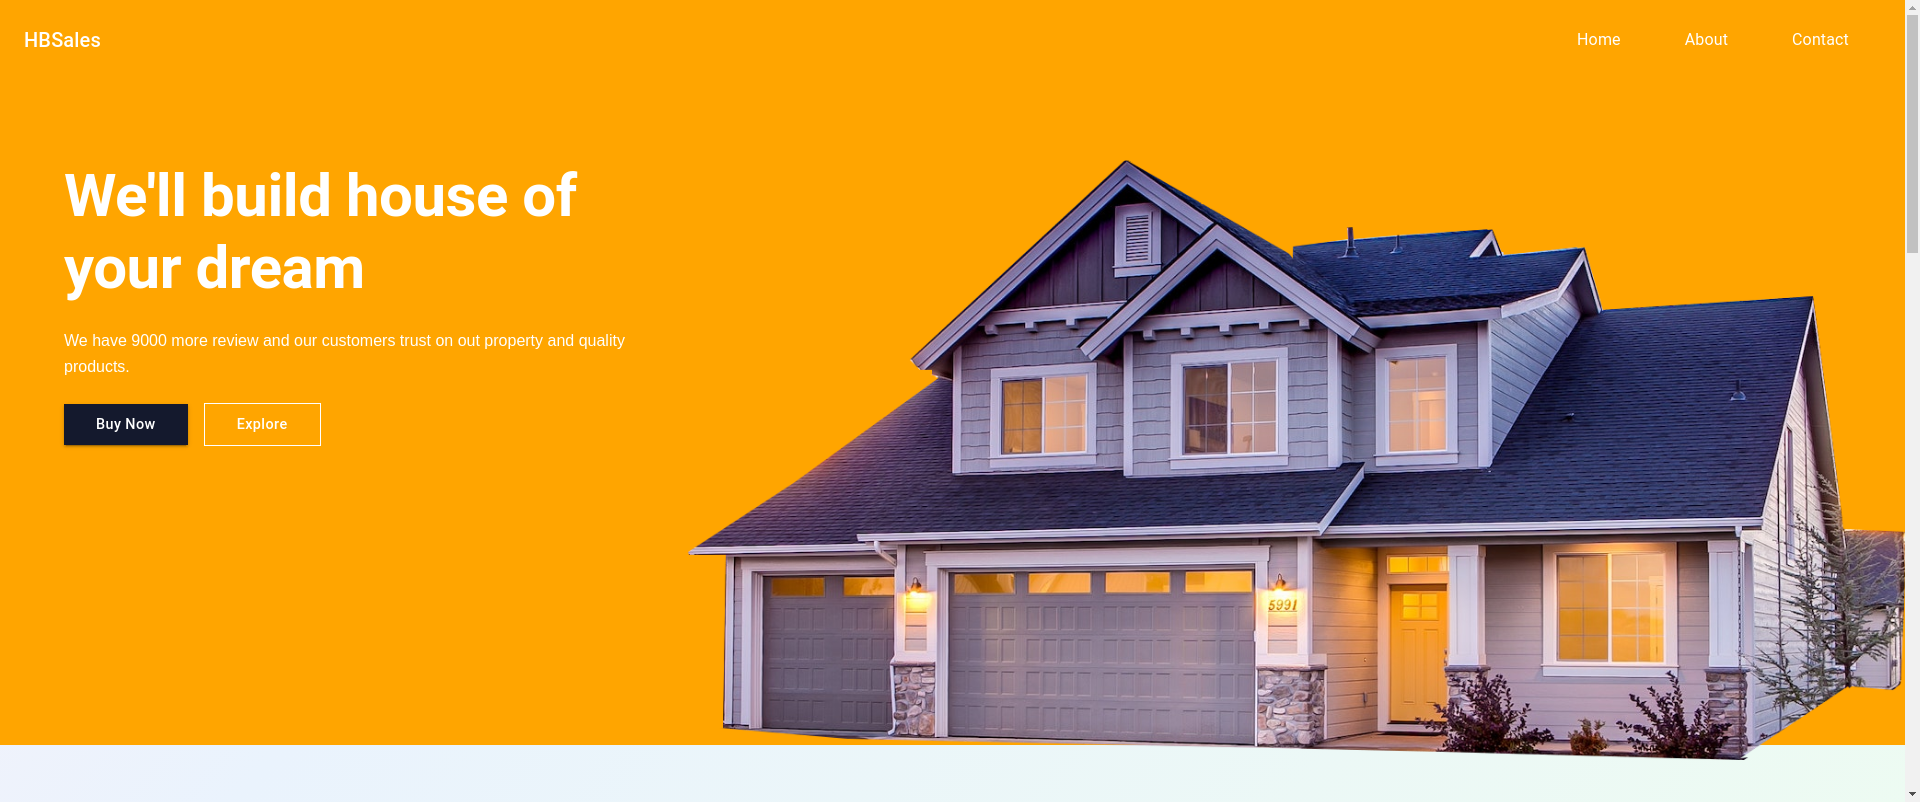 HBSales
Home
About
Contact
We'll build house of
your dream
We have 9000 more review and our customers trust on out property and quality
products.
Buy Now
Explore
5991